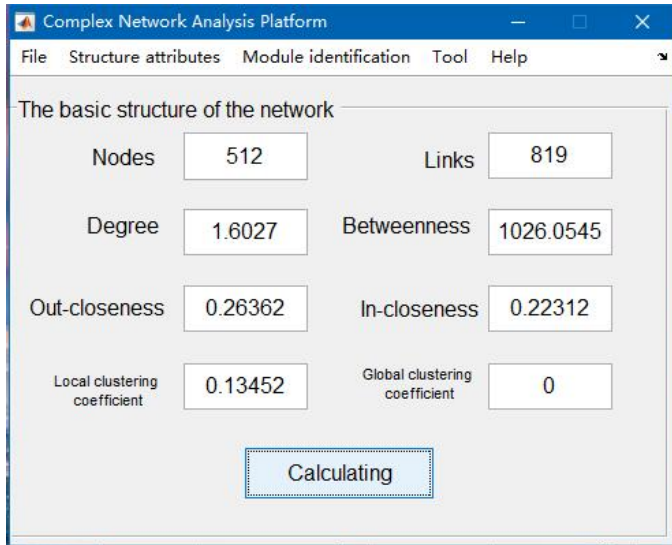 Complex Network Analysis Platform
File Structure attributes Module identification Tool Help
The basic structure of the network
Nodes 512 Links 819
Degree 1.6027 Betweenness 1026.0545
Out-closeness 0.26362 In-closeness 0.22312
Local clustering
coefficient
0.13452
Global clustering
coefficient
0
Calculating